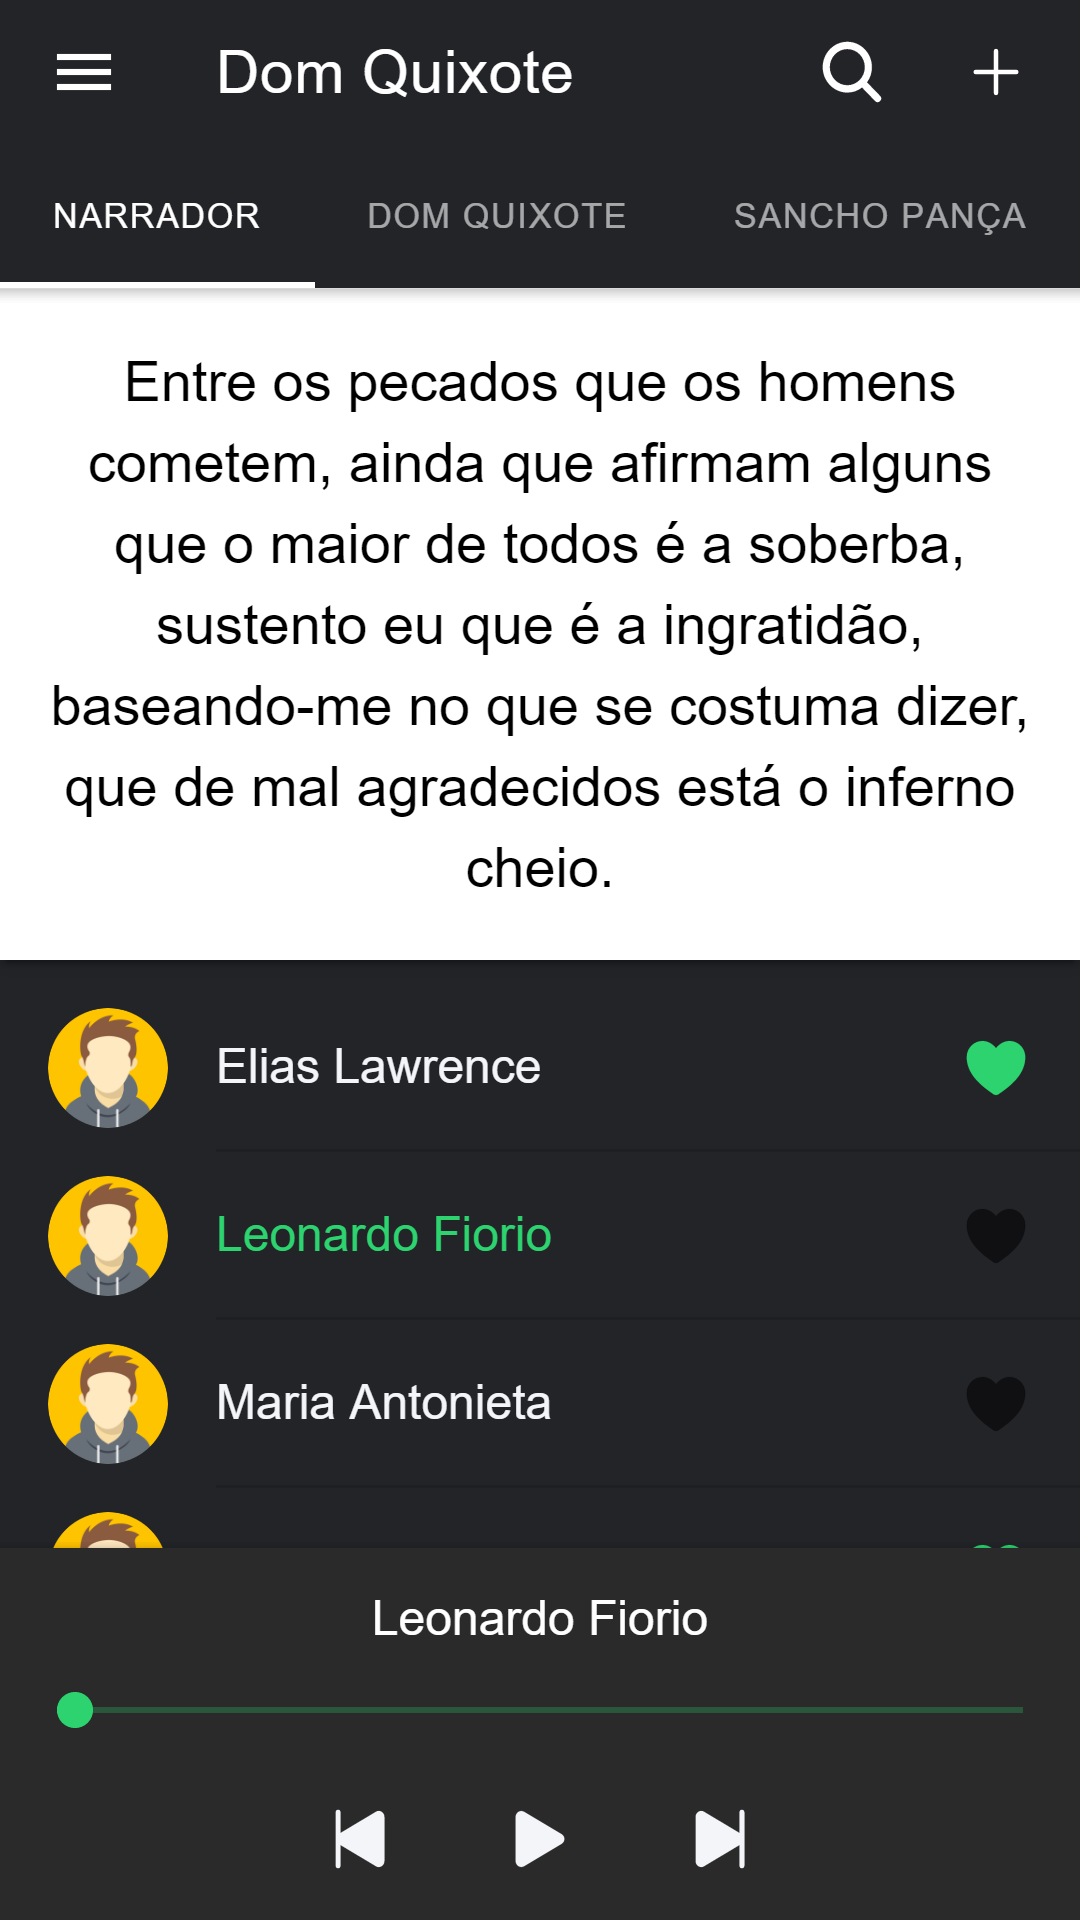 Dom Quixote
NARRADOR DOM QUIXOTE SANCHO PANÇA
Entre os pecados que os homens
cometem, ainda que afirmam alguns
que o maior de todos é a soberba,
sustento eu que é a ingratidão,
baseando-me no que se costuma dizer,
que de mal agradecidos está o inferno
cheio.
Elias Lawrence
Leonardo Fiorio
Maria Antonieta
Leonardo Fiorio